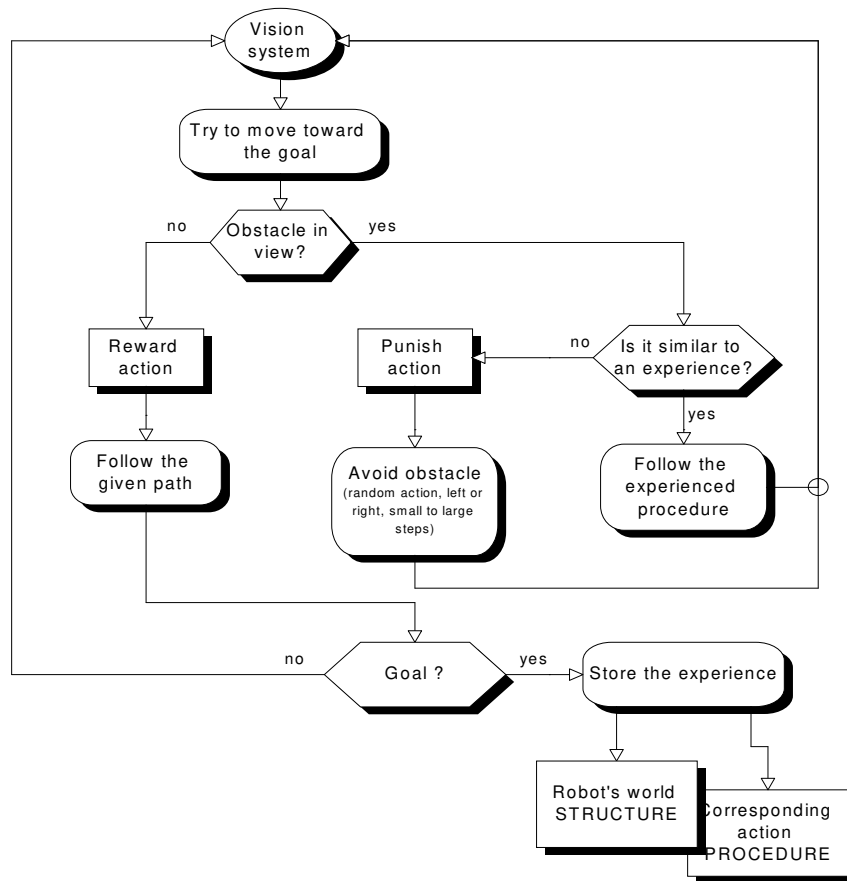 Vision
system
Try to move toward
the goal
no
Obstacle in
view?
yes
Reward
action
Punish
action
no
Is it similar to
an experience?
yes
Follow the
given path
Avoid obstacle
(random action, left or
right, small to large
steps)
Follow the
experienced
procedure
no
Goal ?
yes
Store the experience
Robot's world
STRUCTURE
Corresponding
action
PROCEDURE